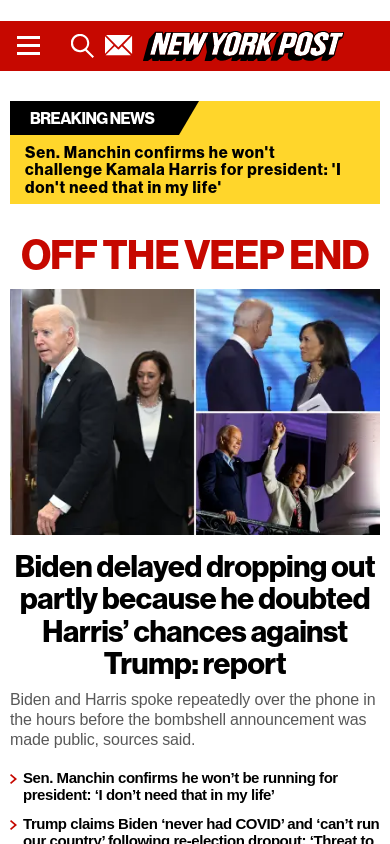 NEW YORK POST
BREAKING NEWS
Sen. Manchin confirms he won't
challenge Kamala Harris for president: 'I
don't need that in my life'
OFF THE VEEP END
Biden delayed dropping out
partly because he doubted
Harris’ chances against
Trump: report
Biden and Harris spoke repeatedly over the phone in
the hours before the bombshell announcement was
made public, sources said.
Sen. Manchin confirms he won’t be running for
president: ‘I don’t need that in my life’
Trump claims Biden ‘never had COVID’ and ‘can’t run
our country’ following re-election dropout: ‘Threat to